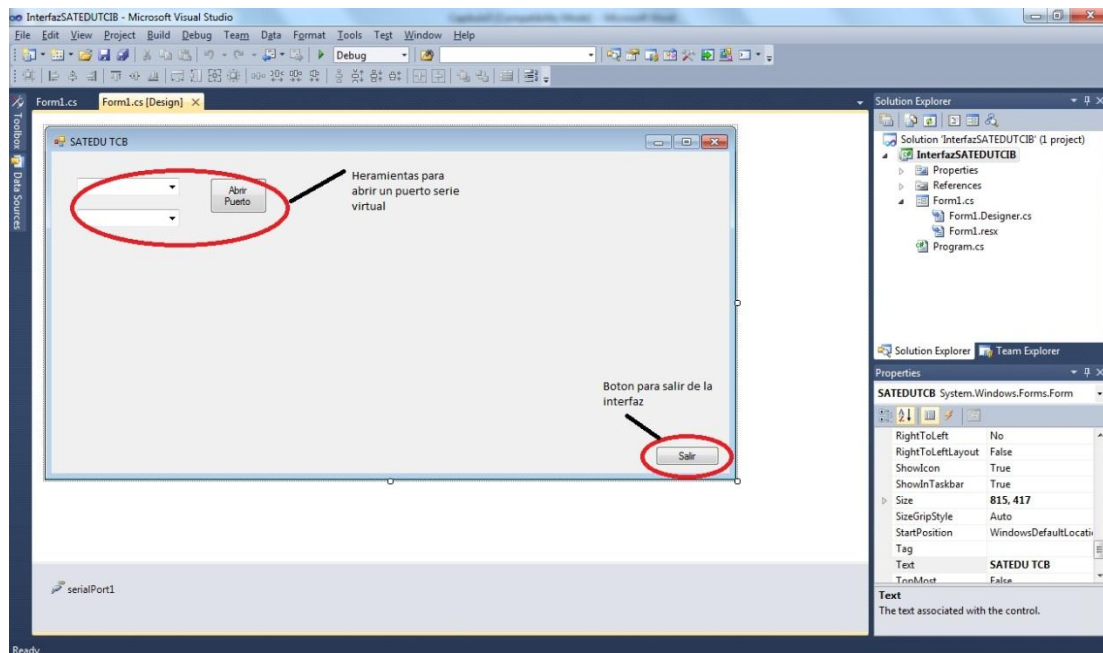 InterfazSATEDUTCIB - Microsoft Visual Studio
File Edit View Project Build Debug Team Data Format Tools Test Window Help
Debug
Form1.cs Form1.cs [Design]
Toolbox
Data Sources
SATEDU TCB
Abrir
Puerto
Heramientas para
abrir un puerto serie
virtual
Boton para salir de la
interfaz
Salir
serialPort1
Ready
Solution Explorer
Solution 'InterfazSATEDUTCIB' (1 project)
InterfazSATEDUTCIB
Properties
References
Form1.cs
Form1.Designer.cs
Form1.resx
Program.cs
Solution Explorer Team Explorer
Properties
SATEDUTCB System.Windows.Forms.Form
RightToLeft No
RightToLeftLayout False
ShowIcon True
ShowInTaskbar True
Size 815, 417
SizeGripStyle Auto
StartPosition WindowsDefaultLocati
Tag
Text SATEDU TCB
TopMost False
Text
The text associated with the control.